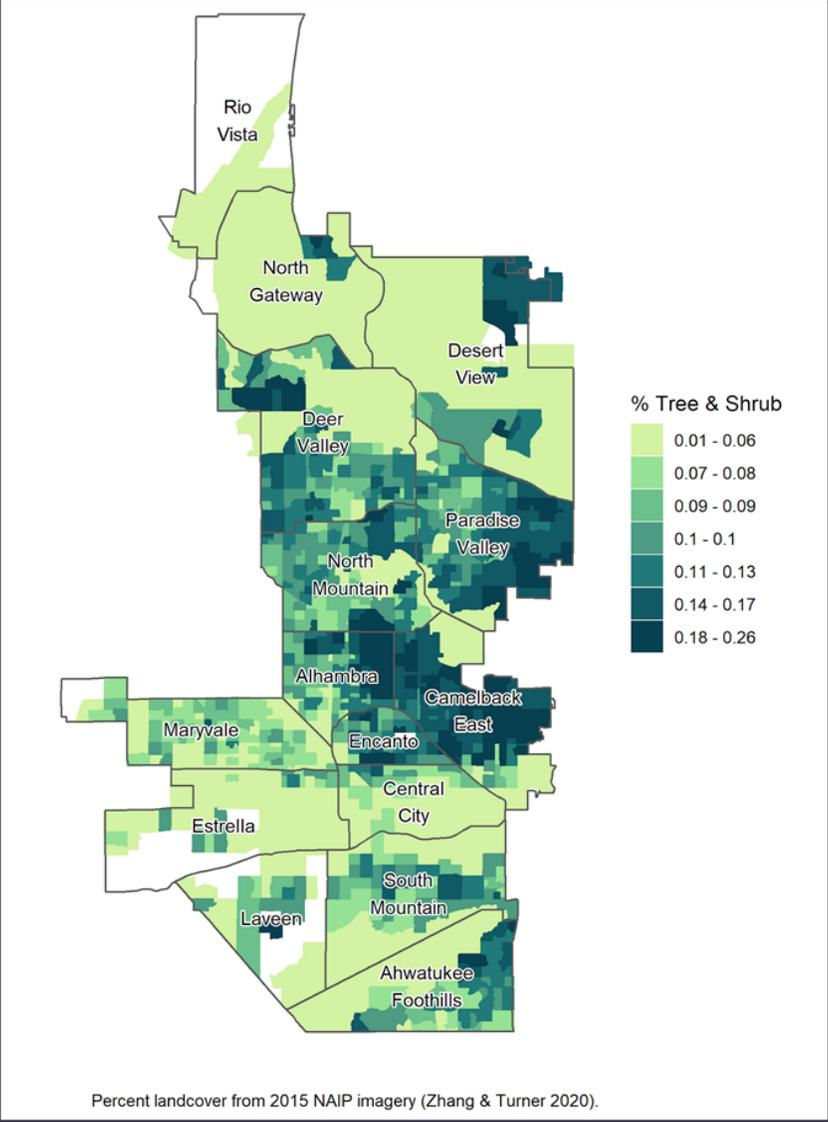 Rio
Vista
North
Gateway
Desert
View
Deer
Valley
% Tree & Shrub
0.01 - 0.06
0.07 - 0.08
0.09 - 0.09
0.1 - 0.1
0.11 - 0.13
0.14 - 0.17
0.18 - 0.26
Paradise
Valley
North
Mountain
Alhambra
Camelback
East
Maryvale
Encanto
Central
City
Estrella
South
Mountain
Laveen
Ahwatukee
Foothills
Percent landcover from 2015 NAIP imagery (Zhang & Turner 2020).